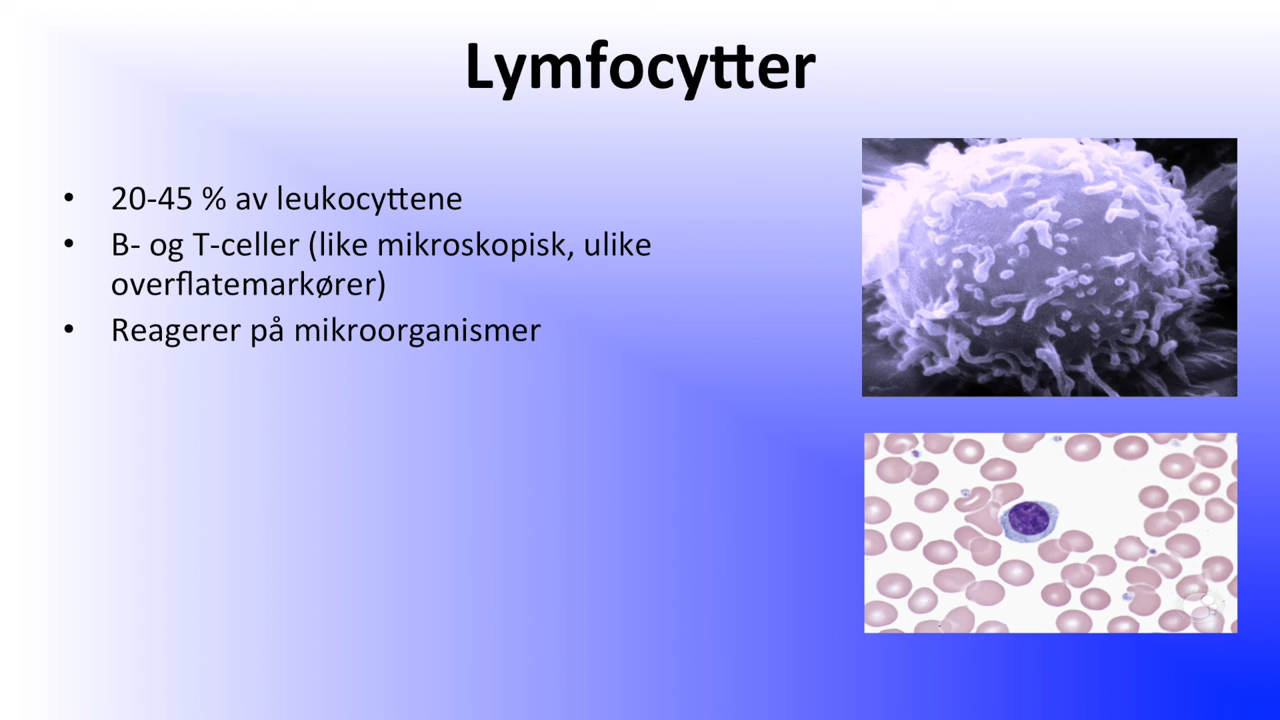 Lymfocytter
• 20-45 % av leukocyttene
• B- og T-celler (like mikroskopisk, ulike
overflatemarkører)
• Reagerer på mikroorganismer